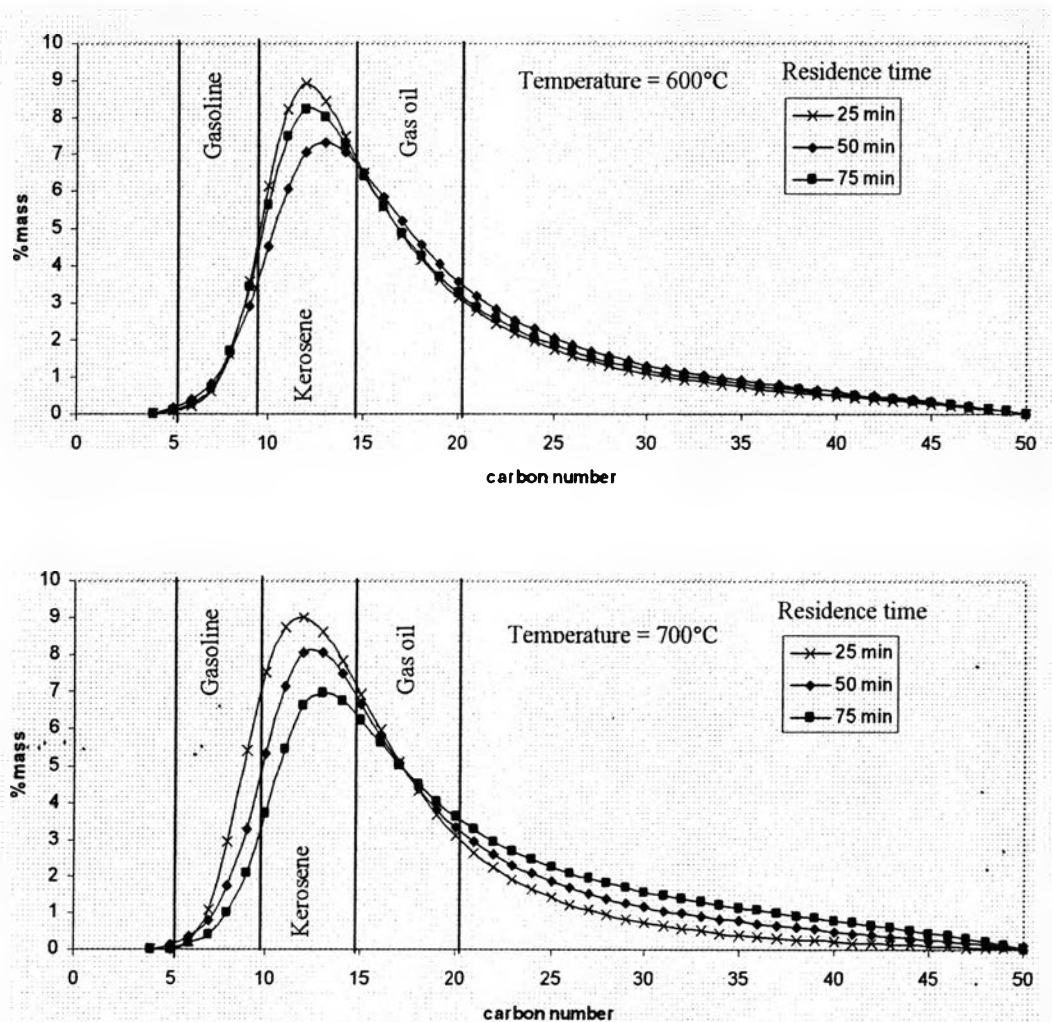 10
9
8
7
6
5
4
3
2
1
0
%mass
Gasoline
Kerosene
Gas oil
Temperature = 600°C
Residence time
25 min
50 min
75 min
0 5 10 15 20 25 30 35 40 45 50
carbon number
10
9
8
7
6
5
4
3
2
1
0
%mass
Gasoline
Kerosene
Gas oil
Temperature = 700°C
Residence time
25 min
50 min
75 min
0 5 10 15 20 25 30 35 40 45 50
carbon number